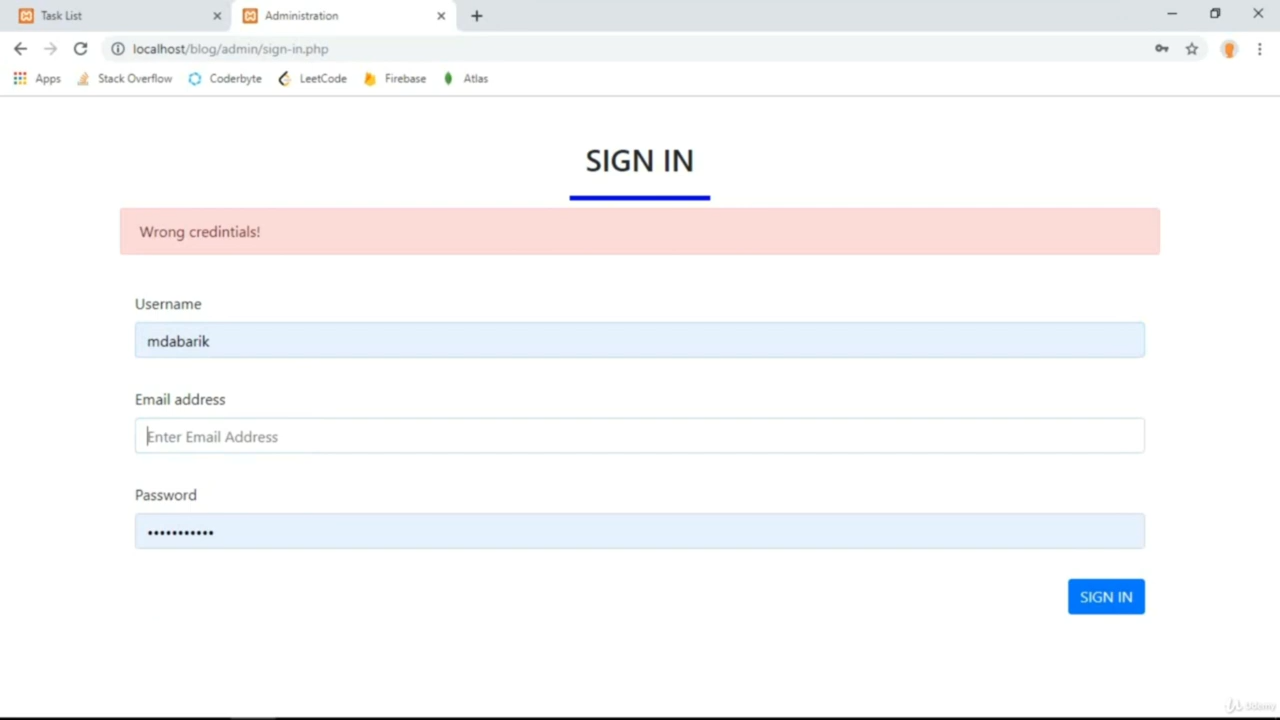 Task List
Administration
localhost/blog/admin/sign-in.php
Apps
Stack Overflow
Coderbyte
LeetCode
Firebase
Atlas
SIGN IN
Wrong credintials!
Username
mdabarik
Email address
Enter Email Address
Password
•••••••••••
SIGN IN
Udemy